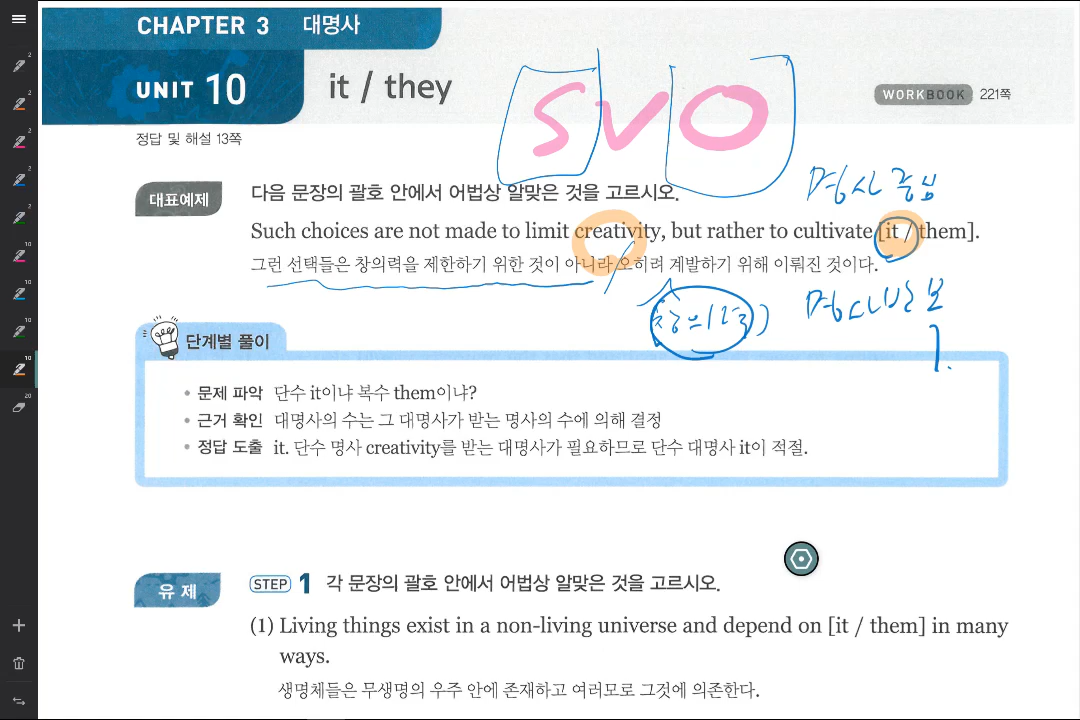 CHAPTER 3 대명사
UNIT 10 it / they
WORKBOOK 221쪽
정답 및 해설 13쪽
S V O
대표예제 다음 문장의 괄호 안에서 어법상 알맞은 것을 고르시오.
명사 중심
Such choices are not made to limit creativity, but rather to cultivate [it / them].
그런 선택들은 창의력을 제한하기 위한 것이 아니라 오히려 계발하기 위해 이뤄진 것이다.
명사반복
단계별 풀이
• 문제 파악 단수 it이냐 복수 them이냐?
• 근거 확인 대명사의 수는 그 대명사가 받는 명사의 수에 의해 결정
• 정답 도출 it. 단수 명사 creativity를 받는 대명사가 필요하므로 단수 대명사 it이 적절.
유 제 STEP 1 각 문장의 괄호 안에서 어법상 알맞은 것을 고르시오.
(1) Living things exist in a non-living universe and depend on [it / them] in many
ways.
생명체들은 무생명의 우주 안에 존재하고 여러모로 그것에 의존한다.